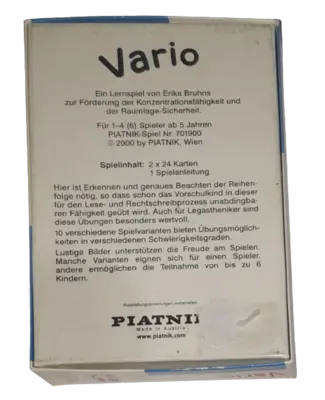 Vario
Ein Lernspiel von Erika Bruhns
zur Förderung der Konzentrationsfähigkeit und
der Raumlage-Sicherheit.
Für 1-4 (6) Spieler ab 5 Jahren
PIATNIK-Spiel Nr. 701900
© 2000 by PIATNIK, Wien
Spielinhalt: 2 x 24 Karten
1 Spielanleitung
Hier ist Erkennen und genaues Beachten der Reihen-
folge nötig, so dass schon das Vorschulkind in dieser
für den Lese- und Rechtschreibprozess unabdingba-
ren Fähigkeit geübt wird. Auch für Legastheniker sind
diese Übungen besonders wertvoll.
10 verschiedene Spielvarianten bieten Übungsmöglich-
keiten in verschiedenen Schwierigkeitsgraden.
Lustige Bilder unterstützen die Freude am Spielen.
Manche Varianten eignen sich für einen Spieler,
andere ermöglichen die Teilnahme von bis zu 6
Kindern.
Ausstattungsänderungen vorbehalten
PIATNI
Made in Austria
www.piatnik.com